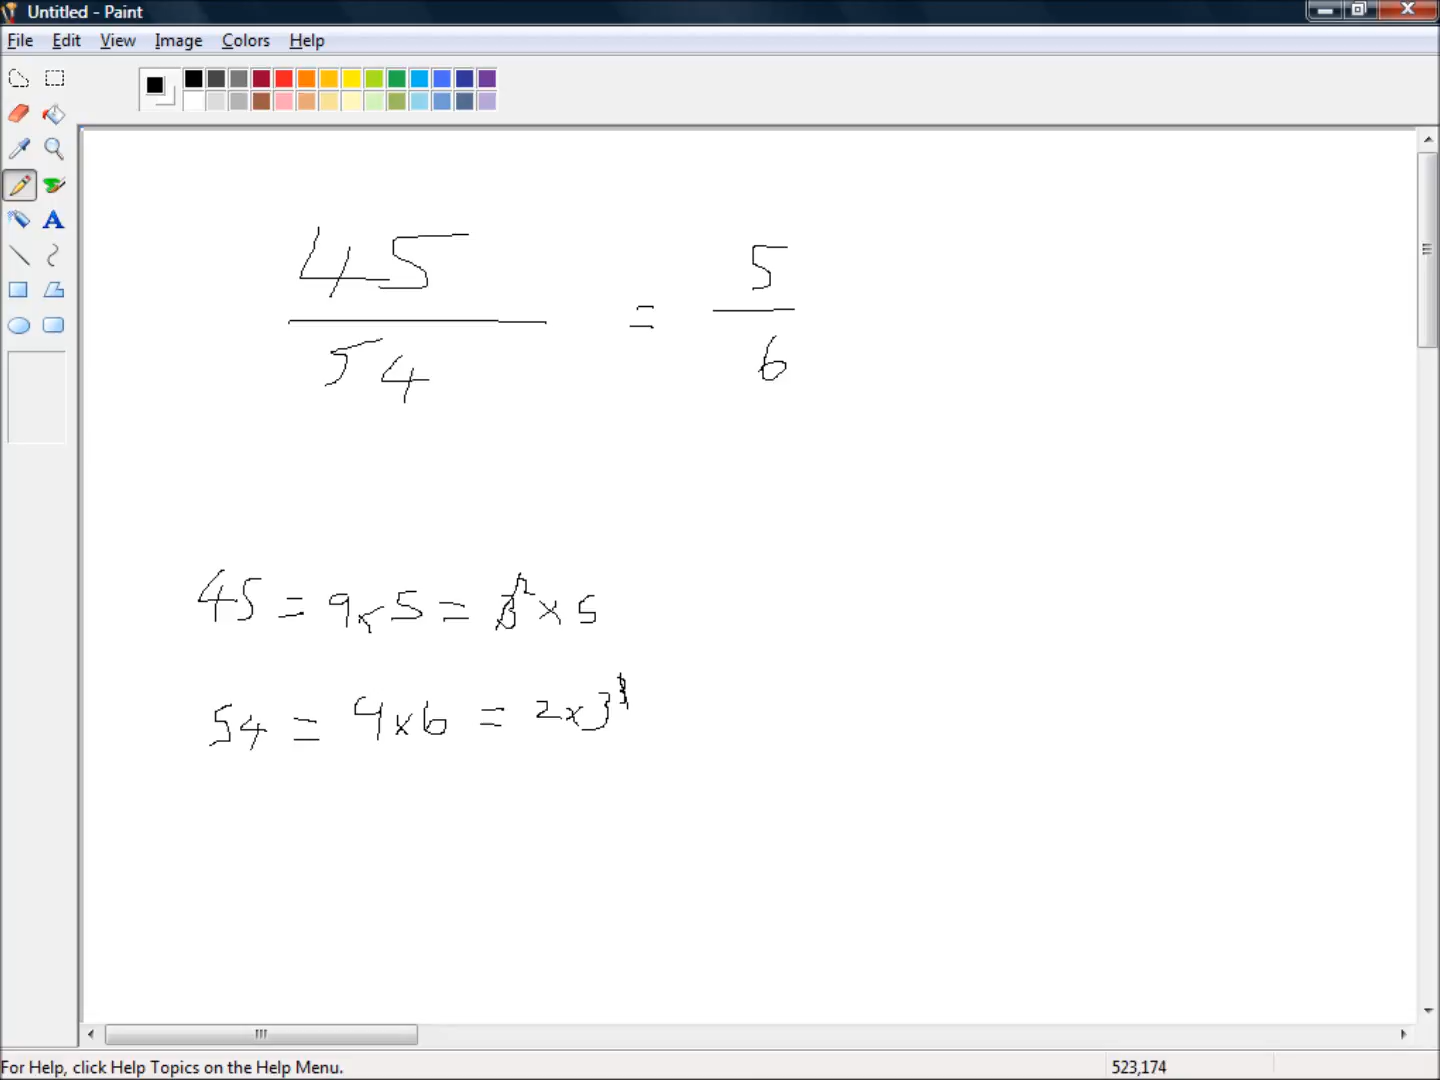 Untitled - Paint
File Edit View Image Colors Help
45/54 = 5/6
45 = 9 x 5 = 3² x 5
54 = 9 x 6 = 2 x 3
For Help, click Help Topics on the Help Menu.
523,174